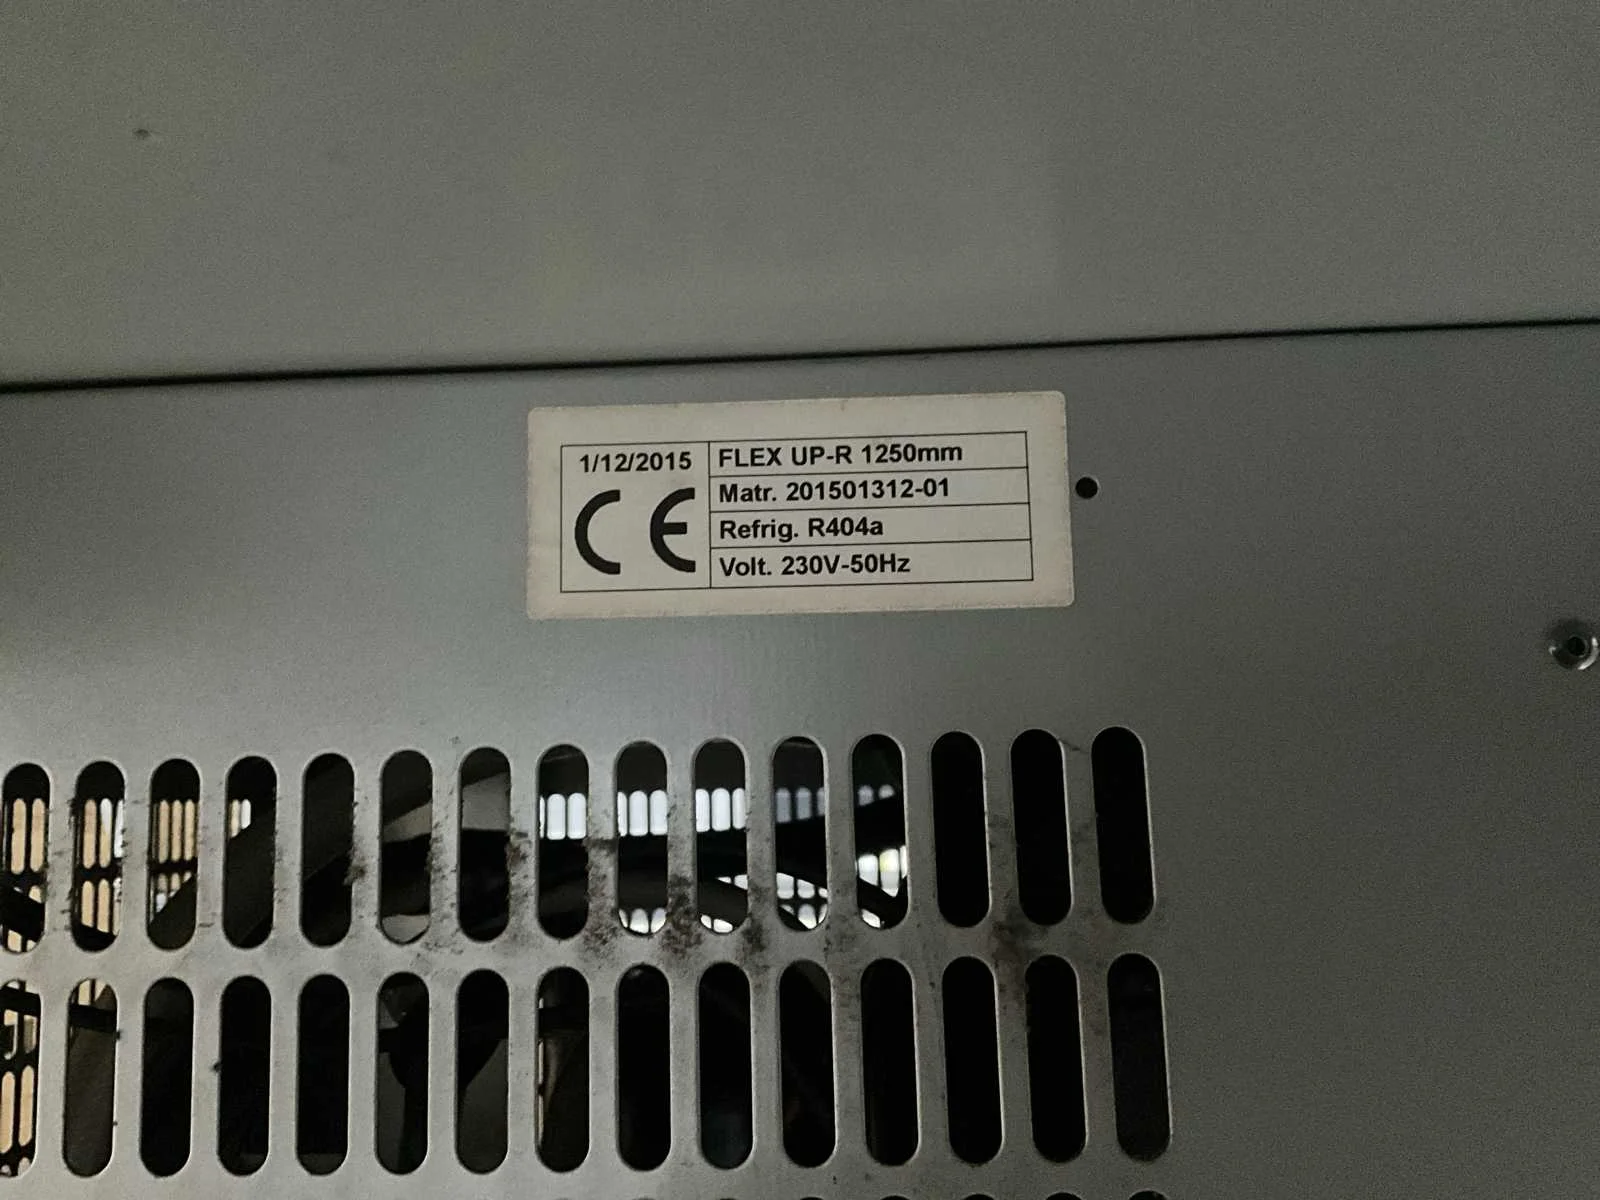 1/12/2015
CE
FLEX UP-R 1250mm
Matr. 201501312-01
Refrig. R404a
Volt. 230V-50Hz